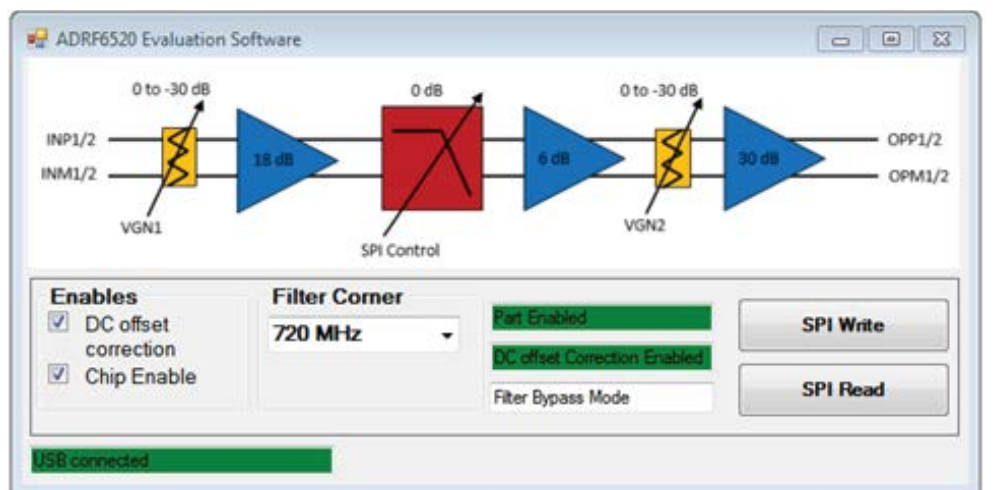 ADRF6520 Evaluation Software
0 to -30 dB
0 dB
0 to -30 dB
INP1/2
INM1/2
18 dB
6 dB
30 dB
OPP1/2
OPM1/2
VGN1
VGN2
SPI Control
Enables
DC offset
correction
Chip Enable
Filter Corner
720 MHz
Part Enabled
DC offset Correction Enabled
Filter Bypass Mode
SPI Write
SPI Read
USB connected